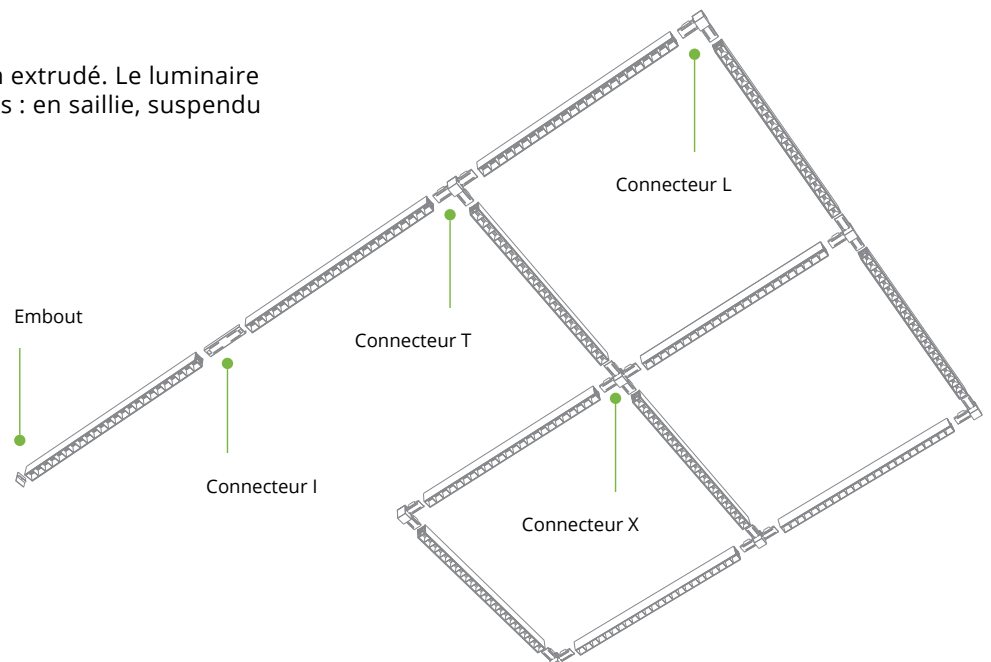 extrudé. Le luminaire
: en saillie, suspendu
Connecteur L
Embout
Connecteur T
Connecteur I
Connecteur X